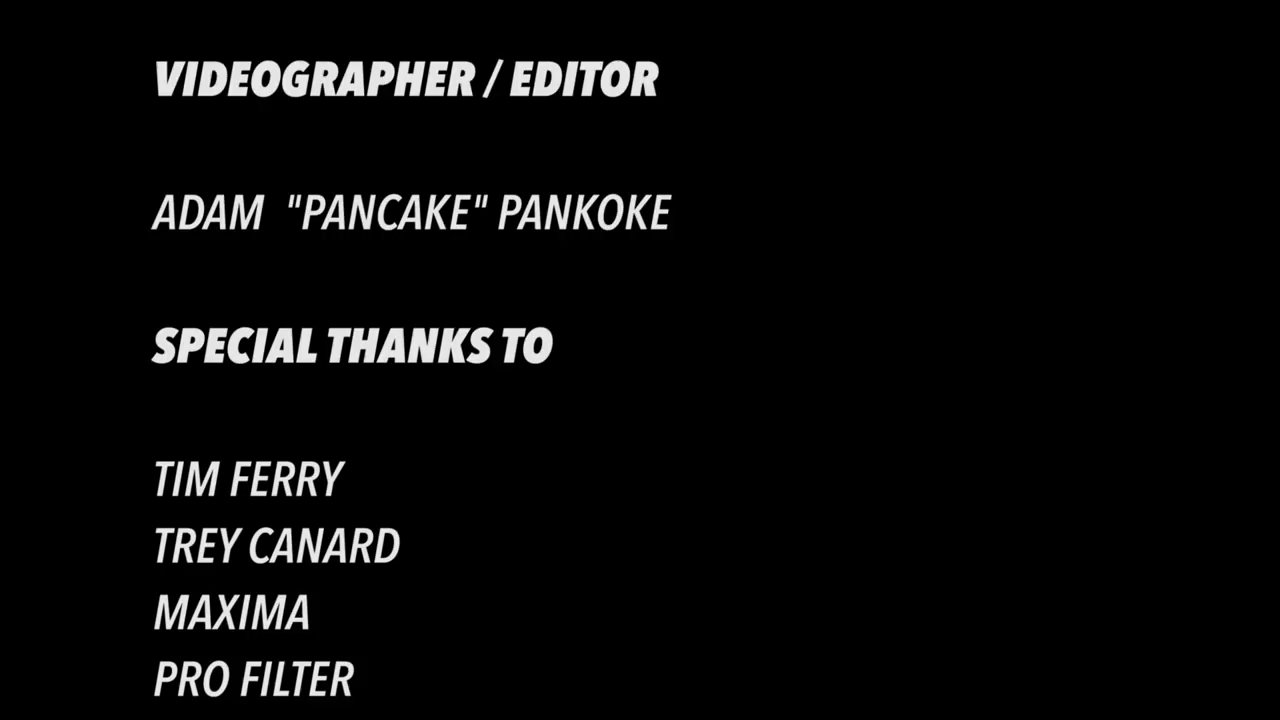 VIDEOGRAPHER / EDITOR
ADAM "PANCAKE" PANKOKE
SPECIAL THANKS TO
TIM FERRY
TREY CANARD
MAXIMA
PRO FILTER